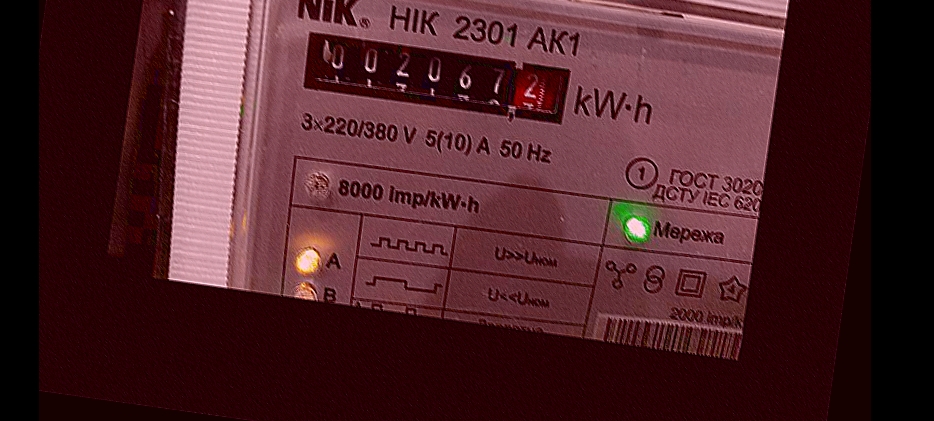 NiK® НІК 2301 АК1
0020672 kW·h
3×220/380 V 5(10) A 50 Hz
1 ГОСТ 3020
ДСТУ IEC 620
8000 imp/kW·h
Мережа
A
U>>Uном
B
U<<Uном
2000 imp/k